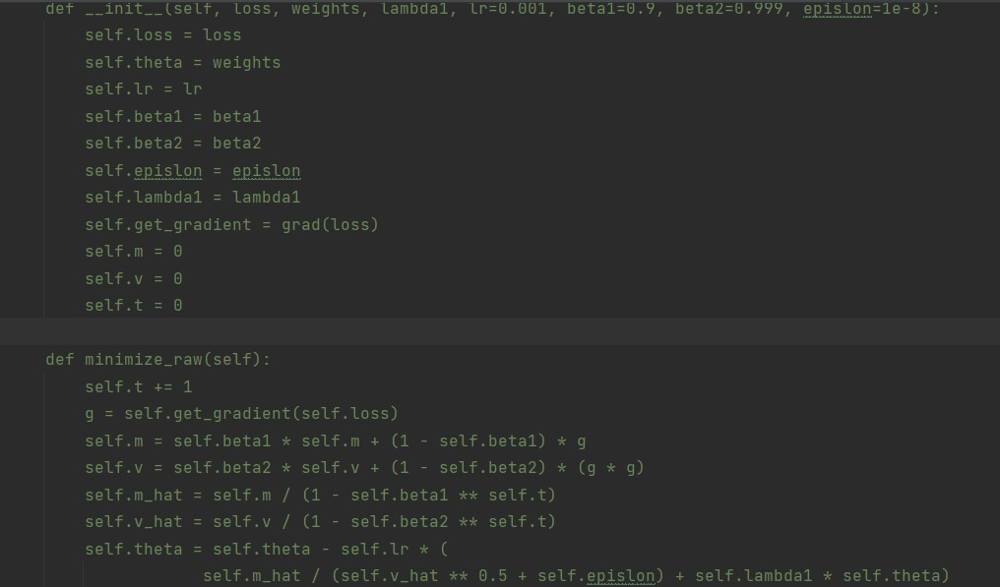 def __init__(self, loss, weights, lambda1, lr=0.001, beta1=0.9, beta2=0.999, epislon=1e-8):
self.loss = loss
self.theta = weights
self.lr = lr
self.beta1 = beta1
self.beta2 = beta2
self.epislon = epislon
self.lambda1 = lambda1
self.get_gradient = grad(loss)
self.m = 0
self.v = 0
self.t = 0
def minimize_raw(self):
self.t += 1
g = self.get_gradient(self.loss)
self.m = self.beta1 * self.m + (1 - self.beta1) * g
self.v = self.beta2 * self.v + (1 - self.beta2) * (g * g)
self.m_hat = self.m / (1 - self.beta1 ** self.t)
self.v_hat = self.v / (1 - self.beta2 ** self.t)
self.theta = self.theta - self.lr * (
self.m_hat / (self.v_hat ** 0.5 + self.epislon) + self.lambda1 * self.theta)